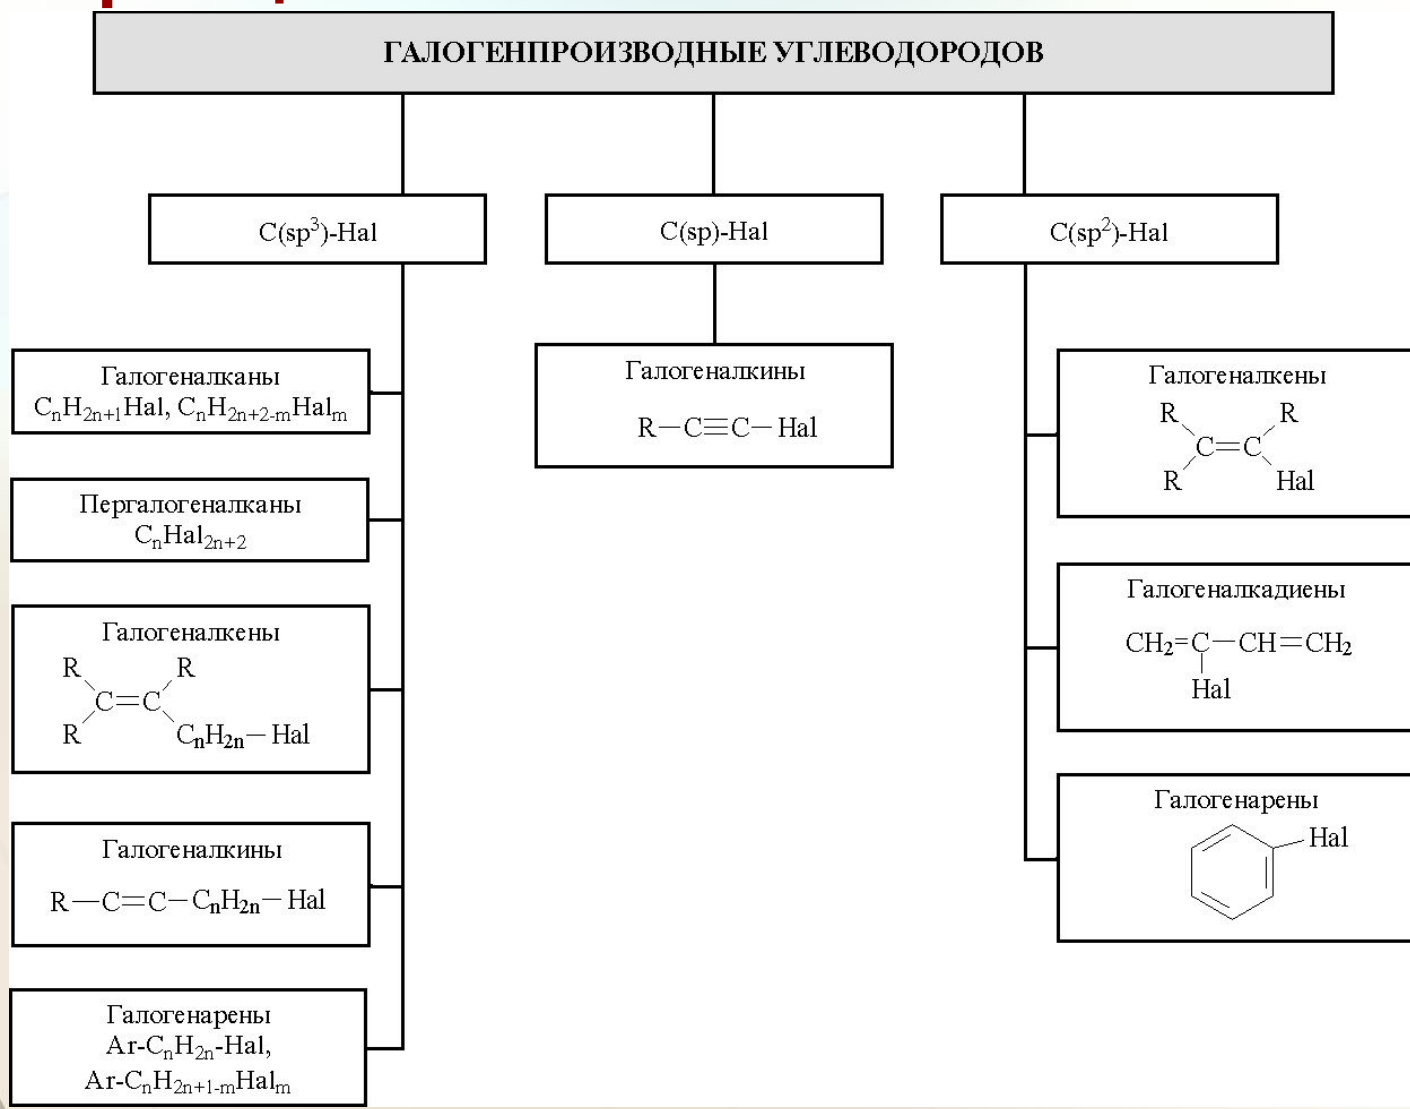 ГАЛОГЕНПРОИЗВОДНЫЕ УГЛЕВОДОРОДОВ
C(sp³)-Hal
C(sp)-Hal
C(sp²)-Hal
Галогеналканы
CₙH₂ₙ₊₁Hal, CₙH₂ₙ₊₂₋ₘHalₘ
Пергалогеналканы
CₙHal₂ₙ₊₂
Галогеналкены
R R
C=C
R CₙH₂ₙ— Hal
Галогеналкины
R—C=C—CₙH₂ₙ—Hal
Галогенарены
Ar-CₙH₂ₙ-Hal,
Ar-CₙH₂ₙ₊₁₋ₘHalₘ
Галогеналкины
R—C≡C—Hal
Галогеналкены
R R
C=C
R Hal
Галогеналкадиены
CH₂=C—CH=CH₂
Hal
Галогенарены
Hal